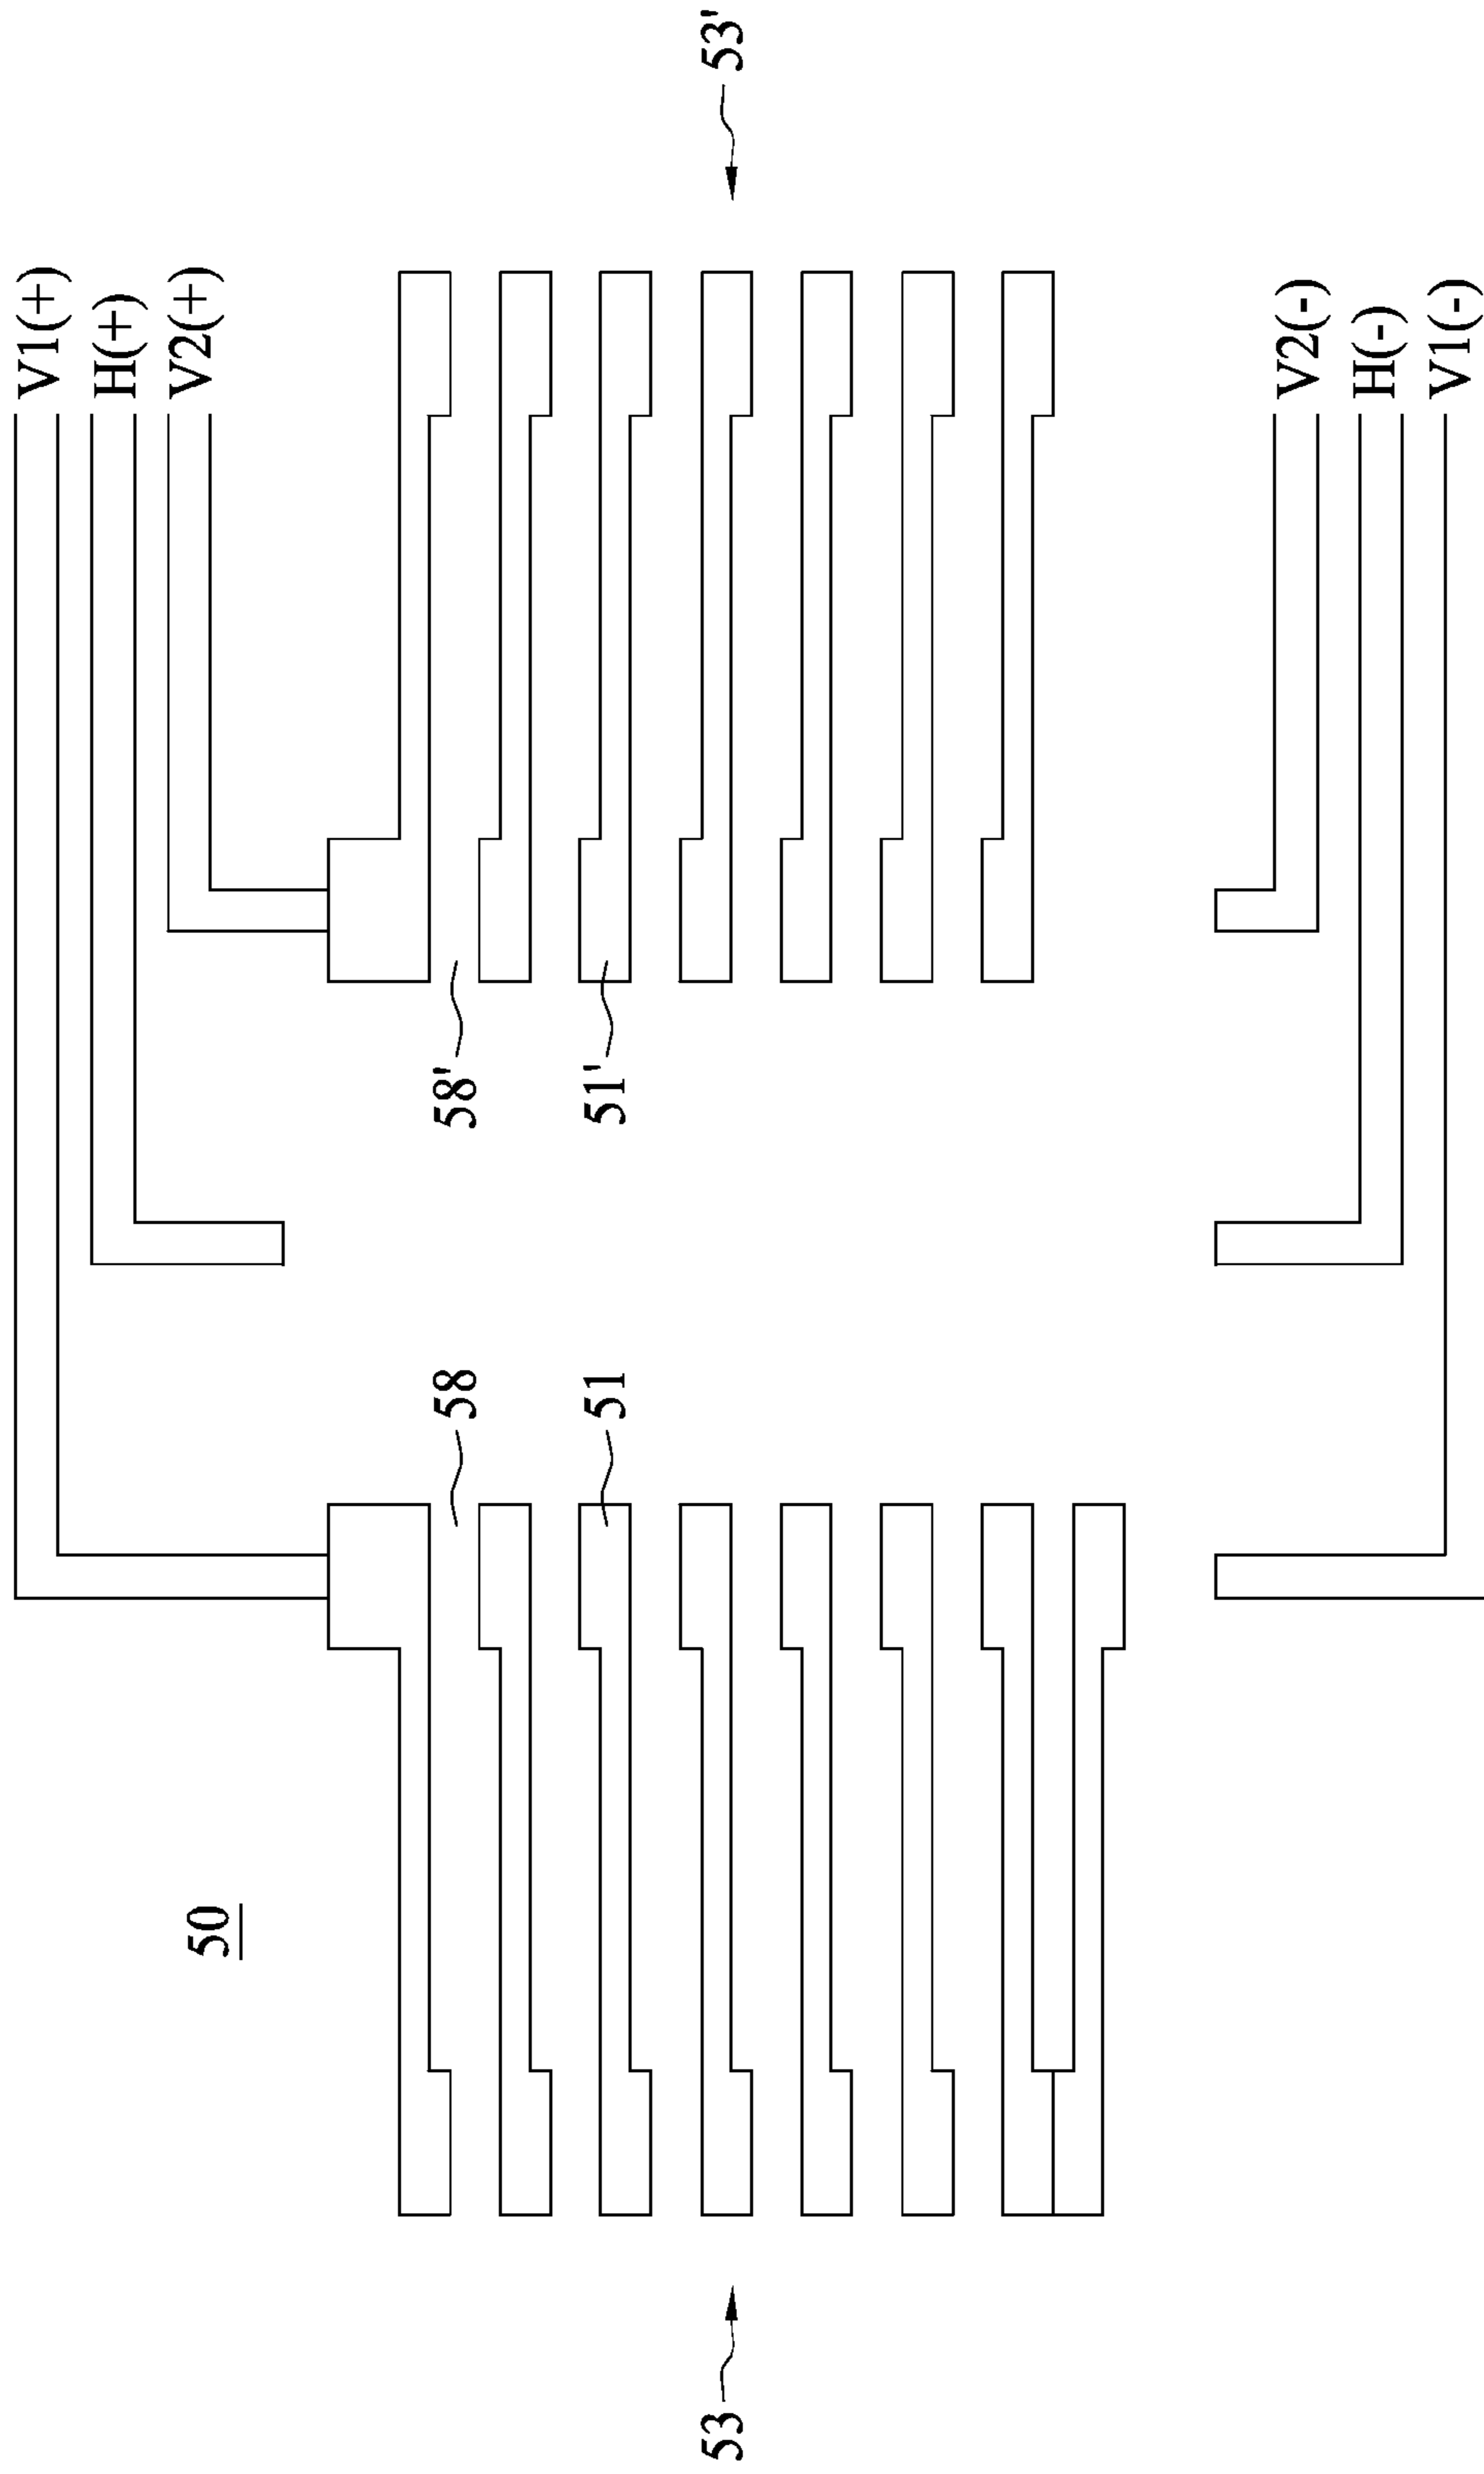 50
V1(+)
H(+)
V2(+)
58
58'
51
51'
53
53'
V2(-)
H(-)
V1(-)